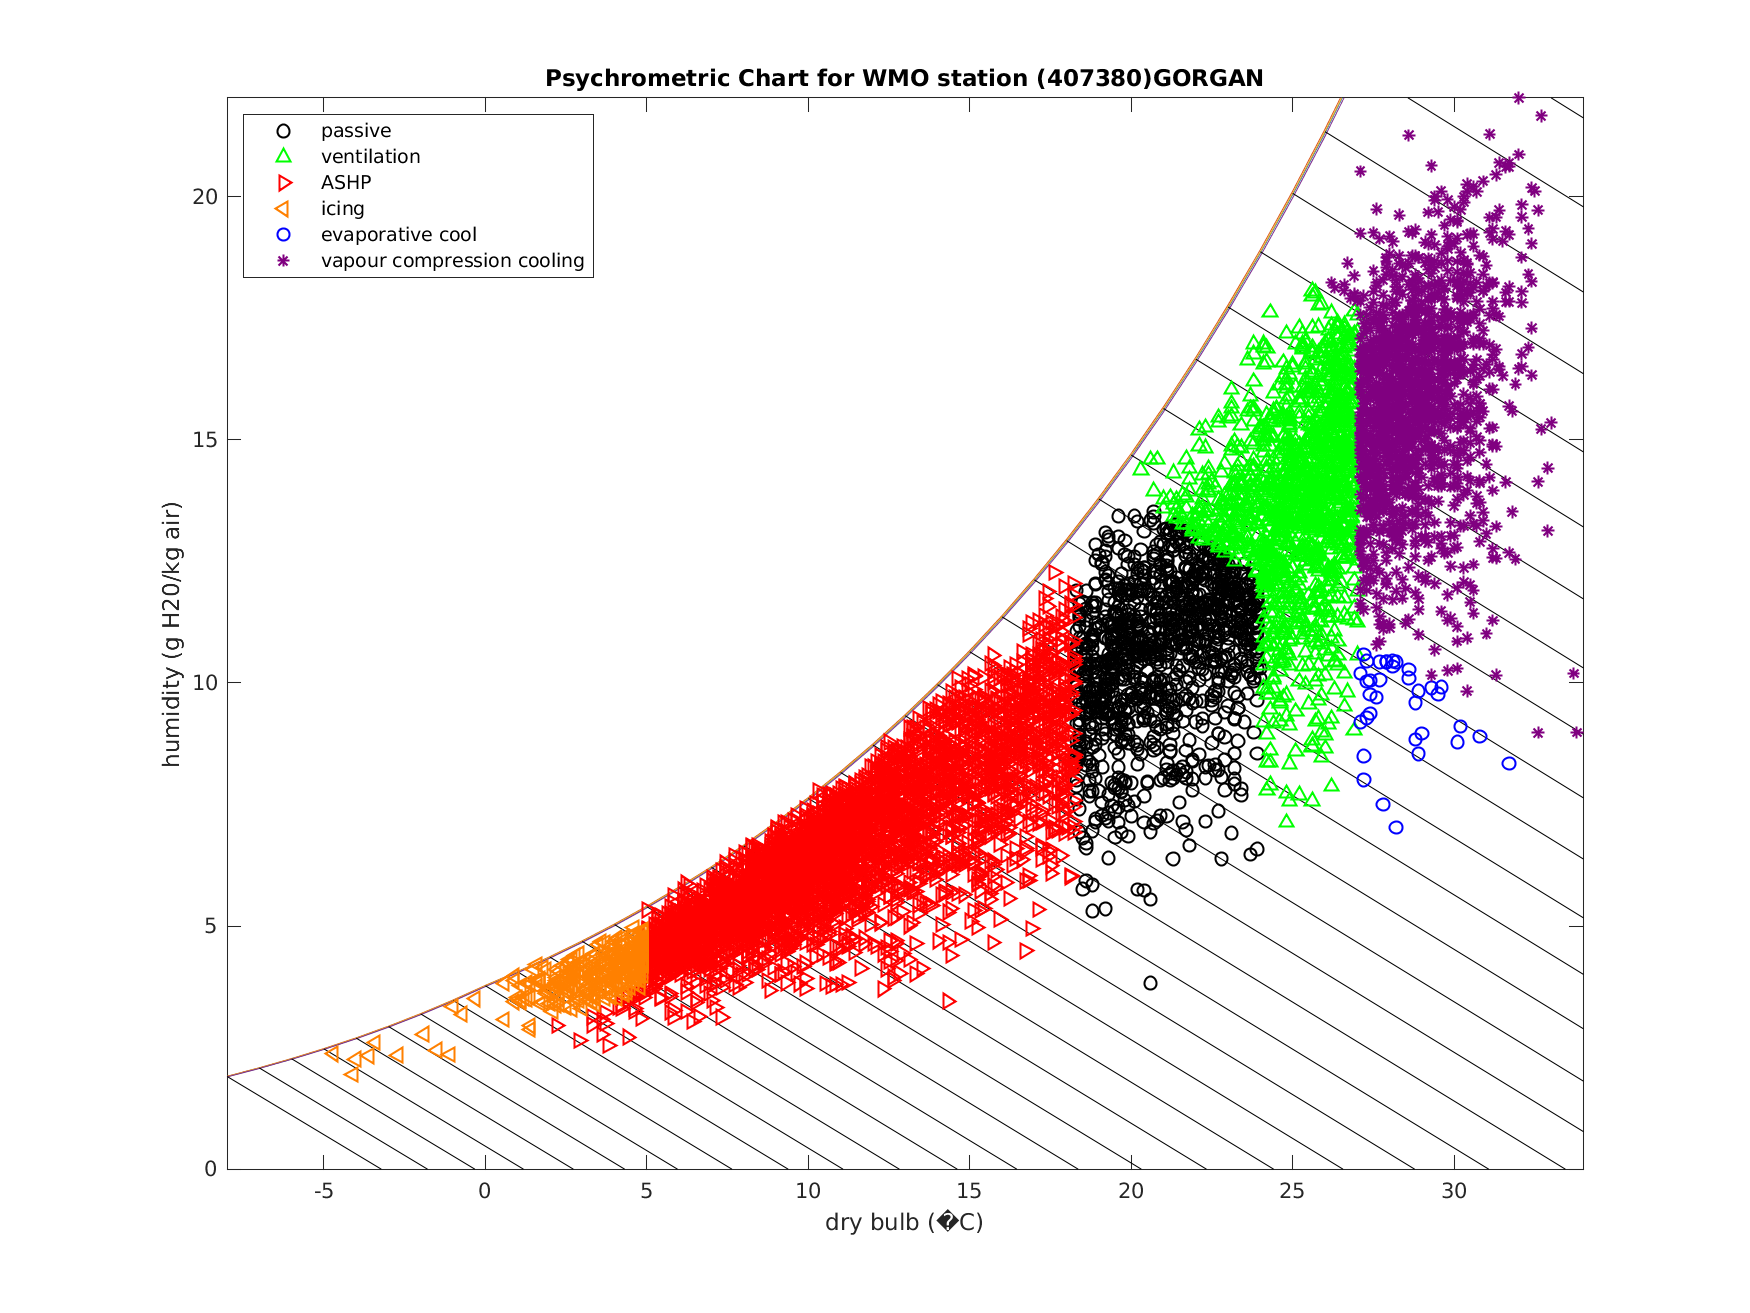 Psychrometric Chart for WMO station (407380)GORGAN
passive
ventilation
ASHP
icing
evaporative cool
vapour compression cooling
20
15
10
5
0
humidity (g H20/kg air)
-5 0 5 10 15 20 25 30
dry bulb (�C)